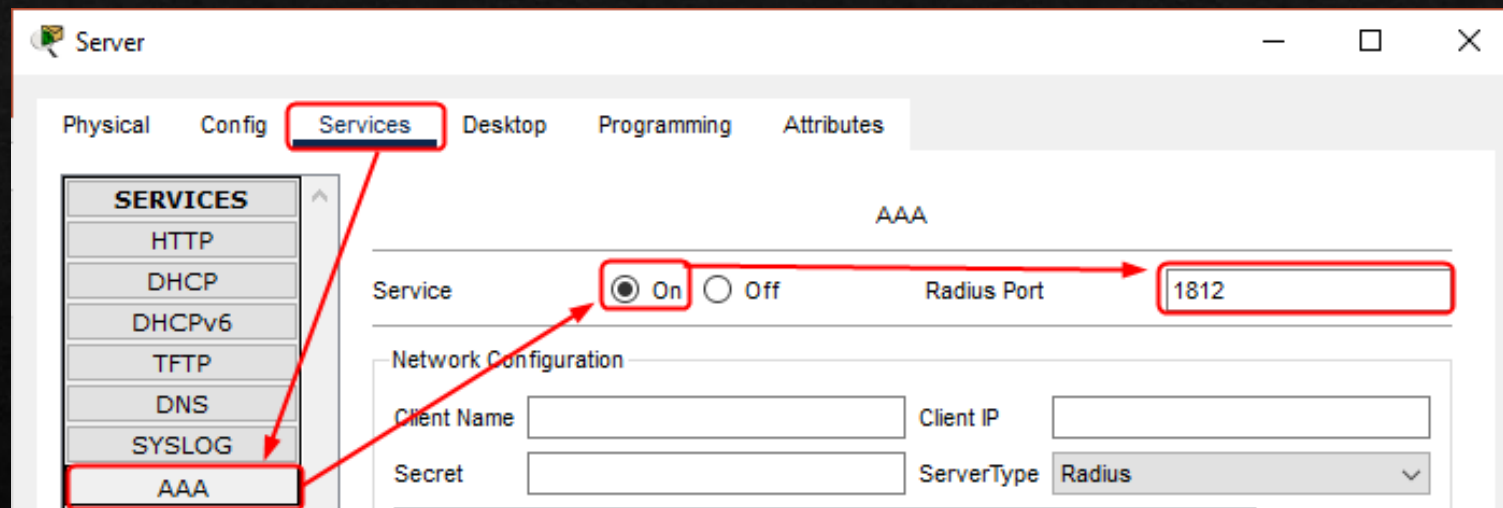 Server
Physical Config Services Desktop Programming Attributes
SERVICES
HTTP
DHCP
DHCPv6
TFTP
DNS
SYSLOG
AAA
AAA
Service On Off Radius Port 1812
Network Configuration
Client Name Client IP
Secret ServerType Radius